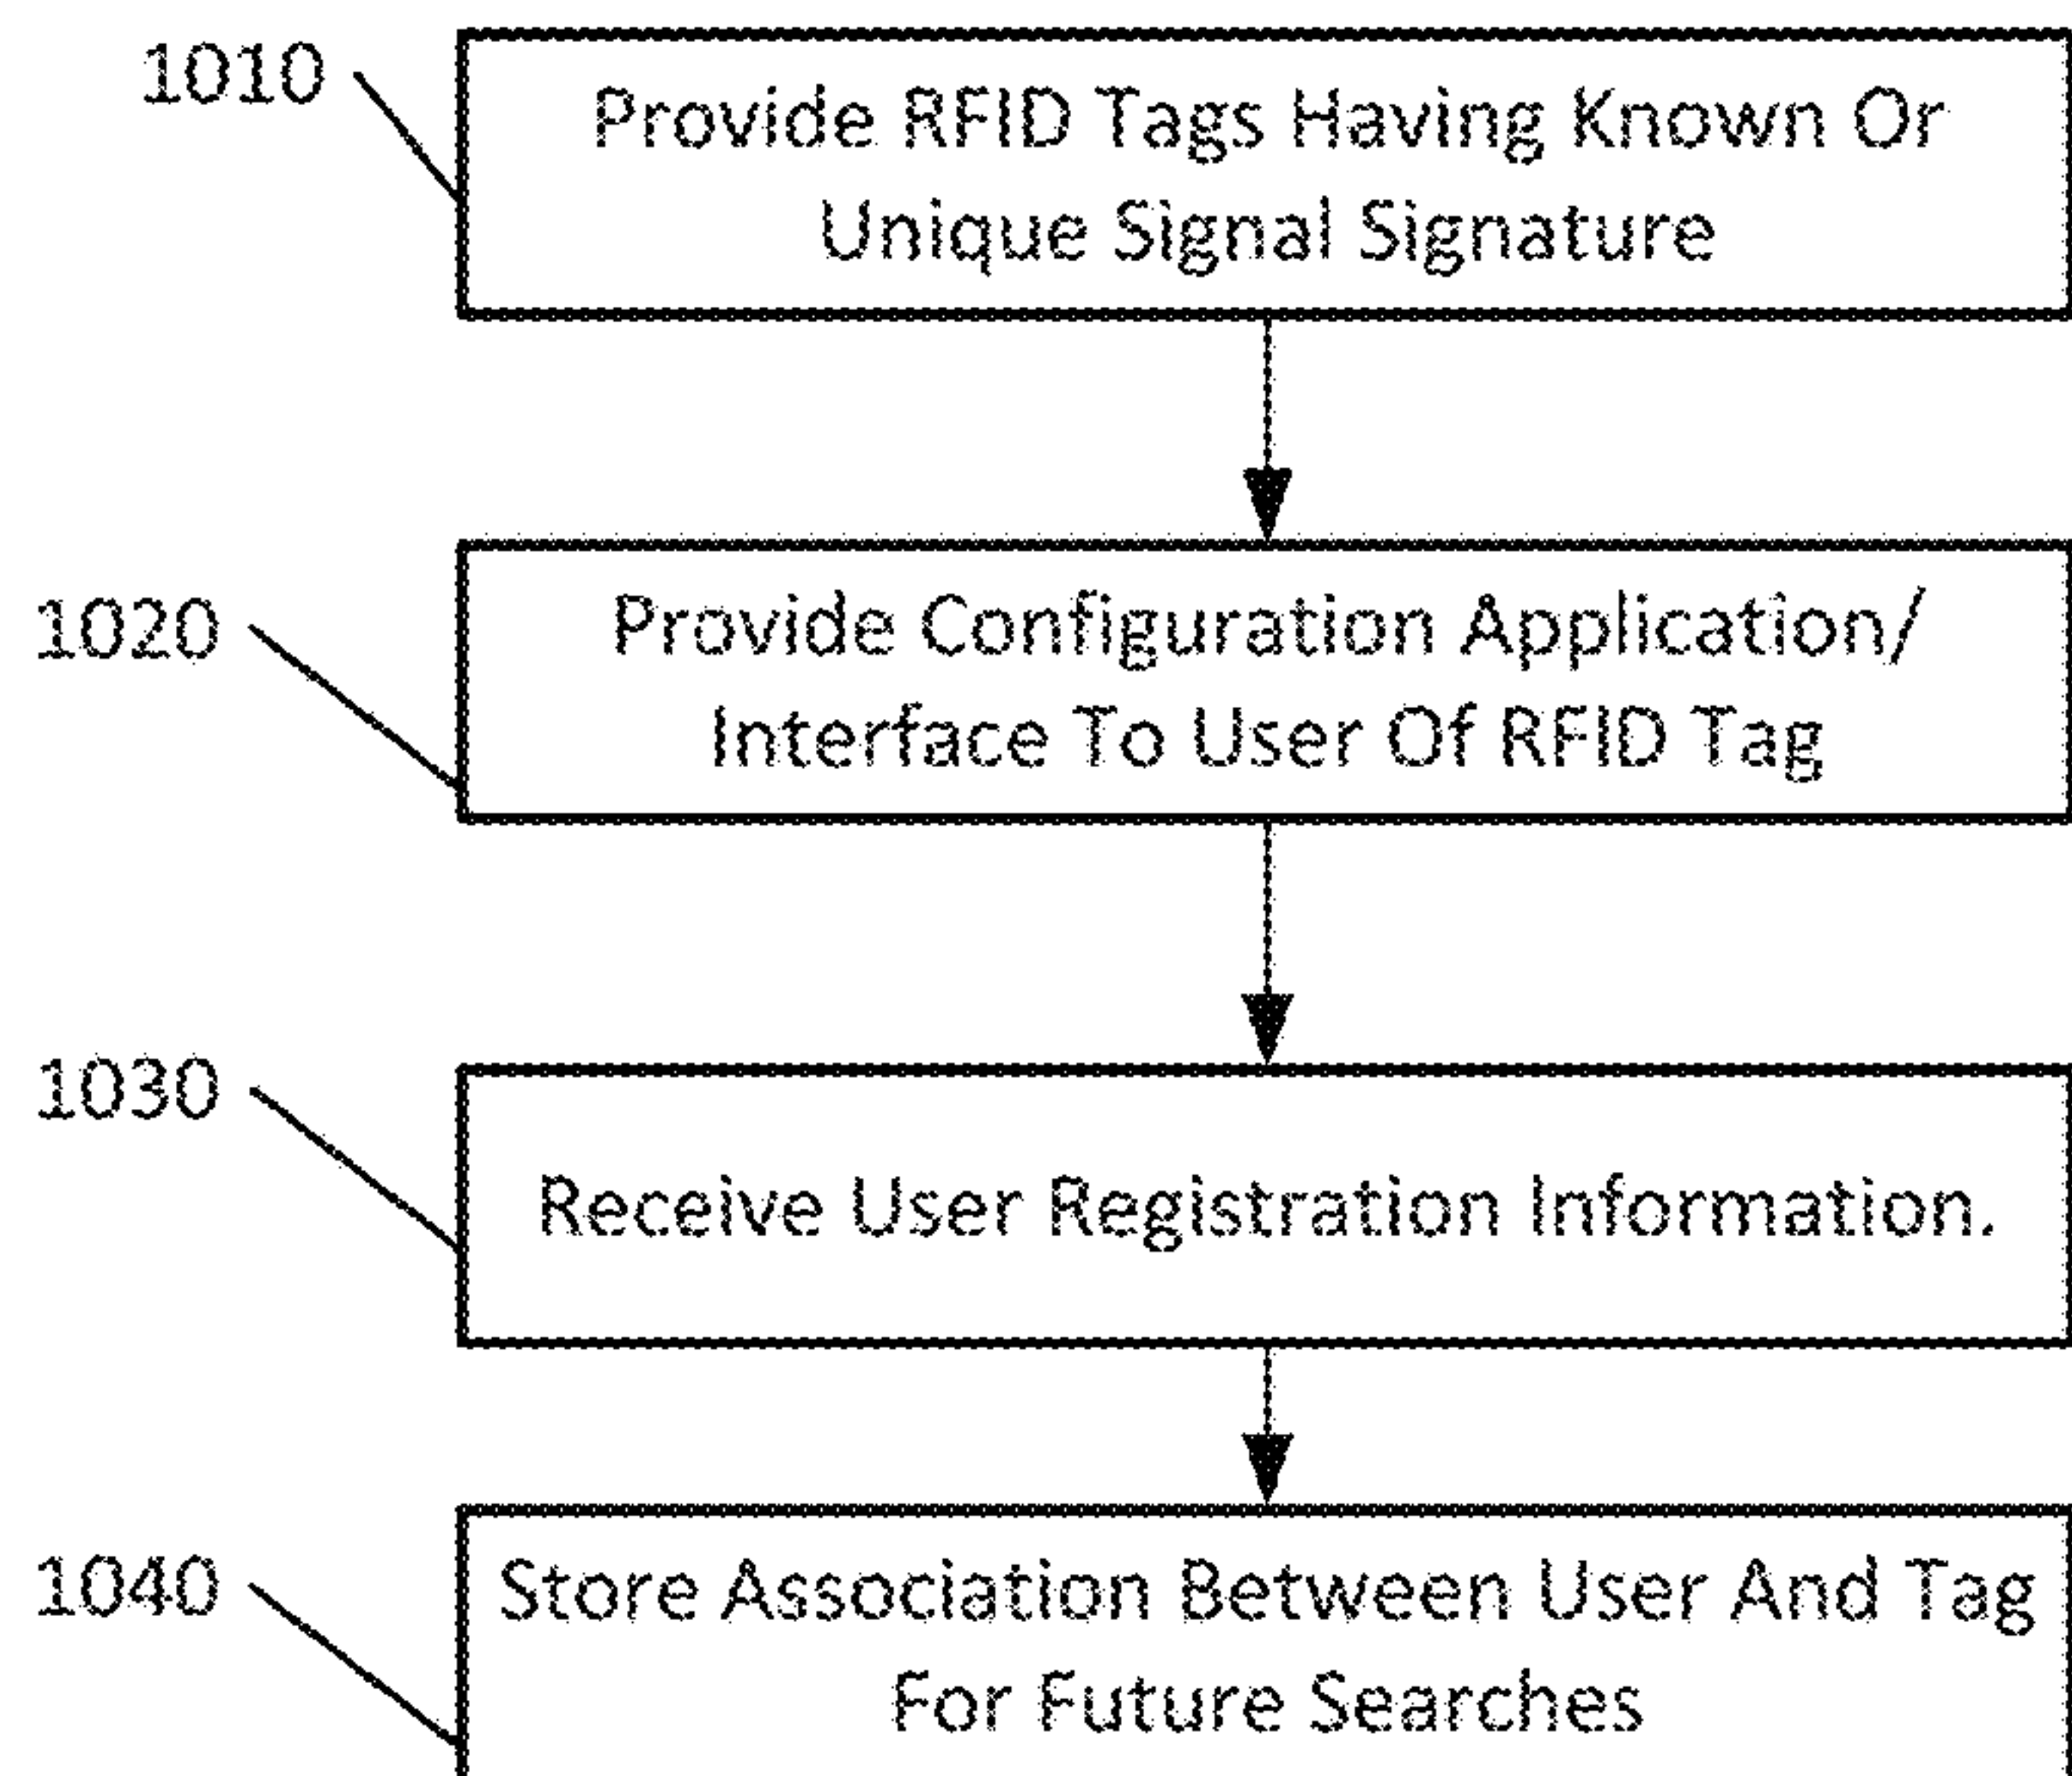 1010
Provide RFID Tags Having Known Or
Unique Signal Signature
1020
Provide Configuration Application/
Interface To User Of RFID Tag
1030
Receive User Registration Information.
1040
Store Association Between User And Tag
For Future Searches